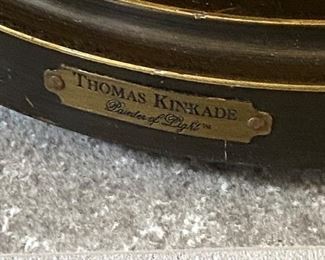 THOMAS KINKADE
Painter of Light™